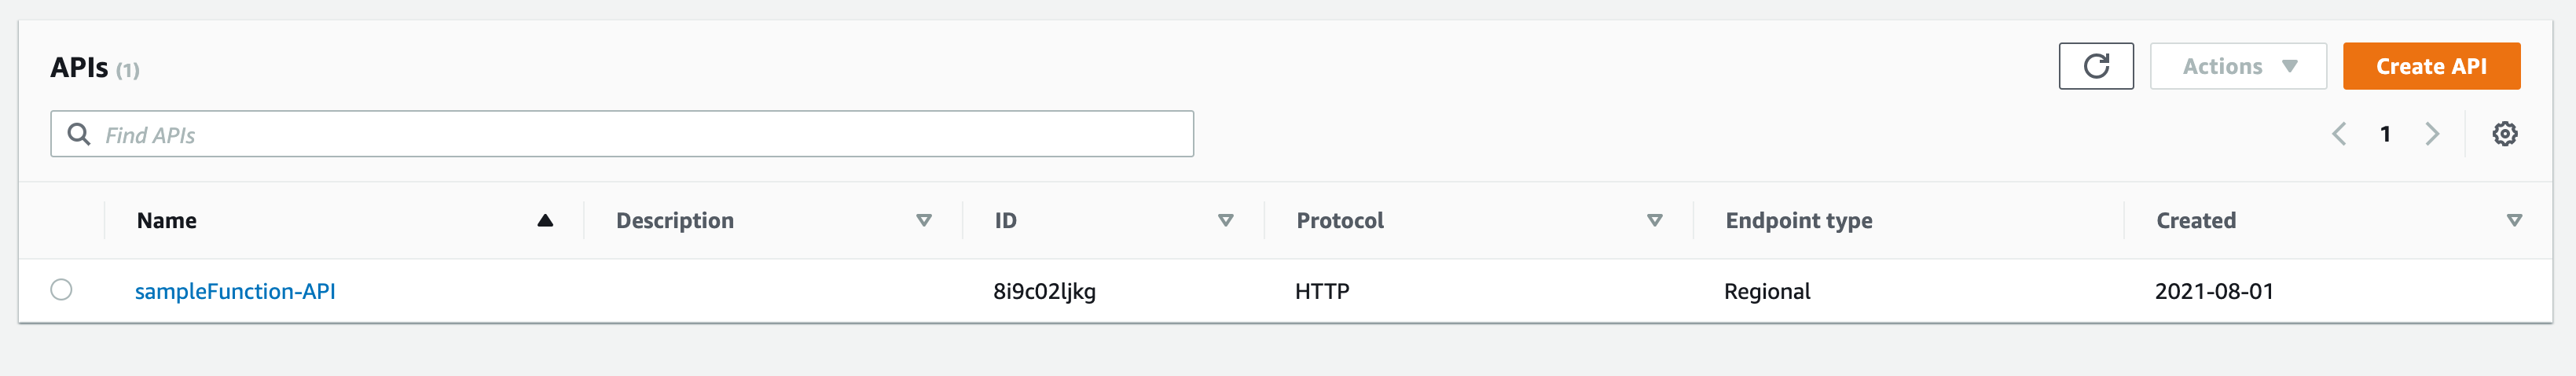 APIs (1)
Actions
Create API
Find APIs
1
Name Description ID Protocol Endpoint type Created
sampleFunction-API 8i9c02ljkg HTTP Regional 2021-08-01